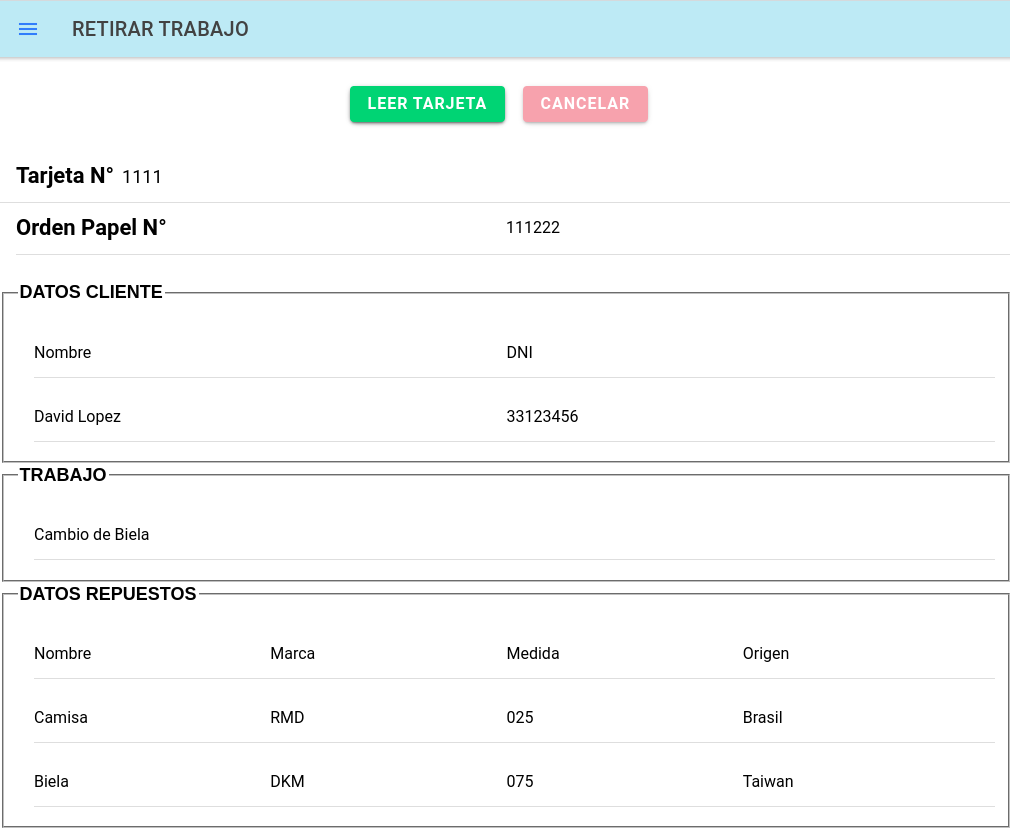 RETIRAR TRABAJO
LEER TARJETA CANCELAR
Tarjeta N° 1111
Orden Papel N° 111222
DATOS CLIENTE
Nombre DNI
David Lopez 33123456
TRABAJO
Cambio de Biela
DATOS REPUESTOS
Nombre Marca Medida Origen
Camisa RMD 025 Brasil
Biela DKM 075 Taiwan